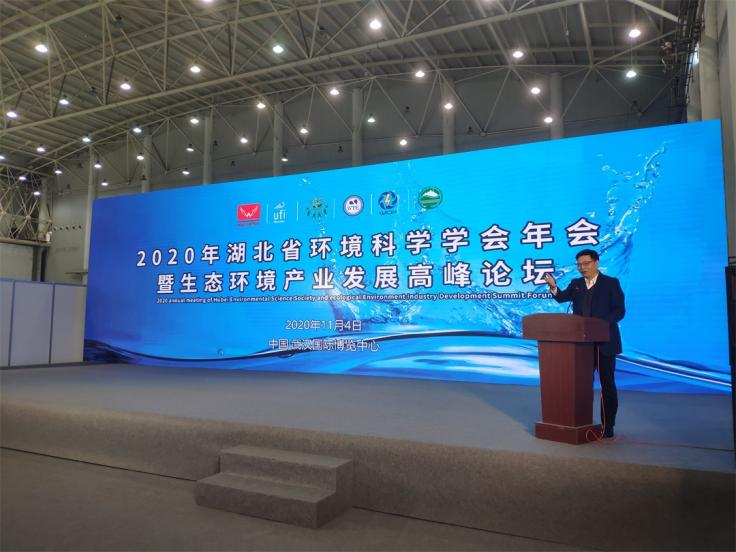 ufi
WTE
2020年湖北省环境科学学会年会
暨生态环境产业发展高峰论坛
2020 annual meeting of Hubei Environmental Science Society and ecological Environment Industry Development Summit Forum
2020年11月4日
中国·武汉国际博览中心